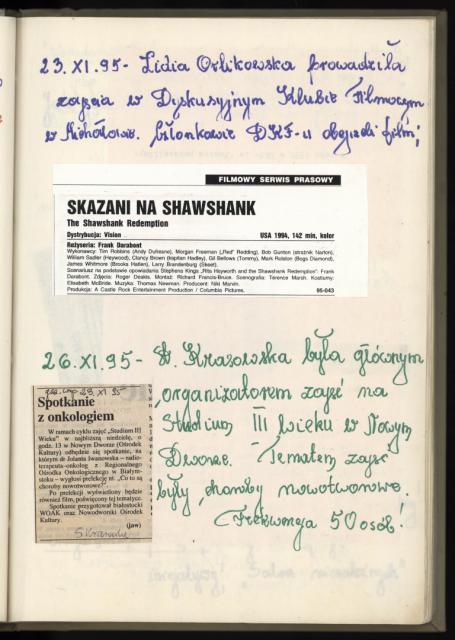 23.XI.95 - Lidia Orlikowska prowadziła
zajęcia w Dyskusyjnym Klubie Filmowym
w Michałowie. Członkowie DKF-u obejrzeli film;
FILMOWY SERWIS PRASOWY
SKAZANI NA SHAWSHANK
The Shawshank Redemption
Dystrybucja: Vision USA 1994, 142 min, kolor
Reżyseria: Frank Darabont
Wykonawcy: Tim Robbins (Andy Dufresne), Morgan Freeman („Red" Redding), Bob Gunton (strażnik Norton),
William Sadler (Heywood), Clancy Brown (kapitan Hadley), Gil Bellows (Tommy), Mark Rolston (Bogs Diamond),
James Whitmore (Brooks Hatlen), Larry Brandenburg (Skeet).
Scenariusz na podstawie opowiadania Stephena Kinga „Rita Hayworth and the Shawshank Redemption": Frank
Darabont. Zdjęcia: Roger Deakis. Montaż: Richard Francis-Bruce. Scenografia: Terence Marsh. Kostiumy:
Elisabeth McBride. Muzyka: Thomas Newman. Producent: Niki Marvin.
Produkcja: A Castle Rock Entertainment Production / Columbia Pictures. 95-043
26.XI.95 - S. Krasowska była głównym
organizatorem zajęć na
Studium III wieku w Nowym
Dworze. Tematem zajęć
były choroby nowotworowe.
Frekwencja 50 osób!
23 XI 95
Spotkanie
z onkologiem
W ramach cyklu zajęć „Studium III
Wieku" w najbliższą niedzielę, o
godz. 13 w Nowym Dworze (Ośrodek
Kultury) odbędzie się spotkanie, na
którym dr Jolanta Iwanowska – radio-
terapeuta-onkolog z Regionalnego
Ośrodka Onkologicznego w Białym-
stoku – wygłosi prelekcję nt. „Co to są
choroby nowotworowe?".
Po prelekcji wyświetlony będzie
również film, poświęcony tej tematyce.
Spotkanie przygotował białostocki
WOAK oraz Nowodworski Ośrodek
Kultury.
(jaw)